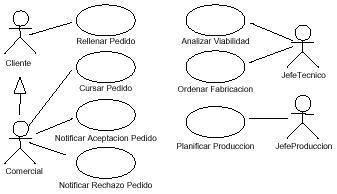 Rellenar Pedido
Analizar Viabilidad
Cliente
JefeTecnico
Cursar Pedido
Ordenar Fabricacion
Notificar Aceptacion Pedido
Planificar Produccion
JefeProduccion
Comercial
Notificar Rechazo Pedido